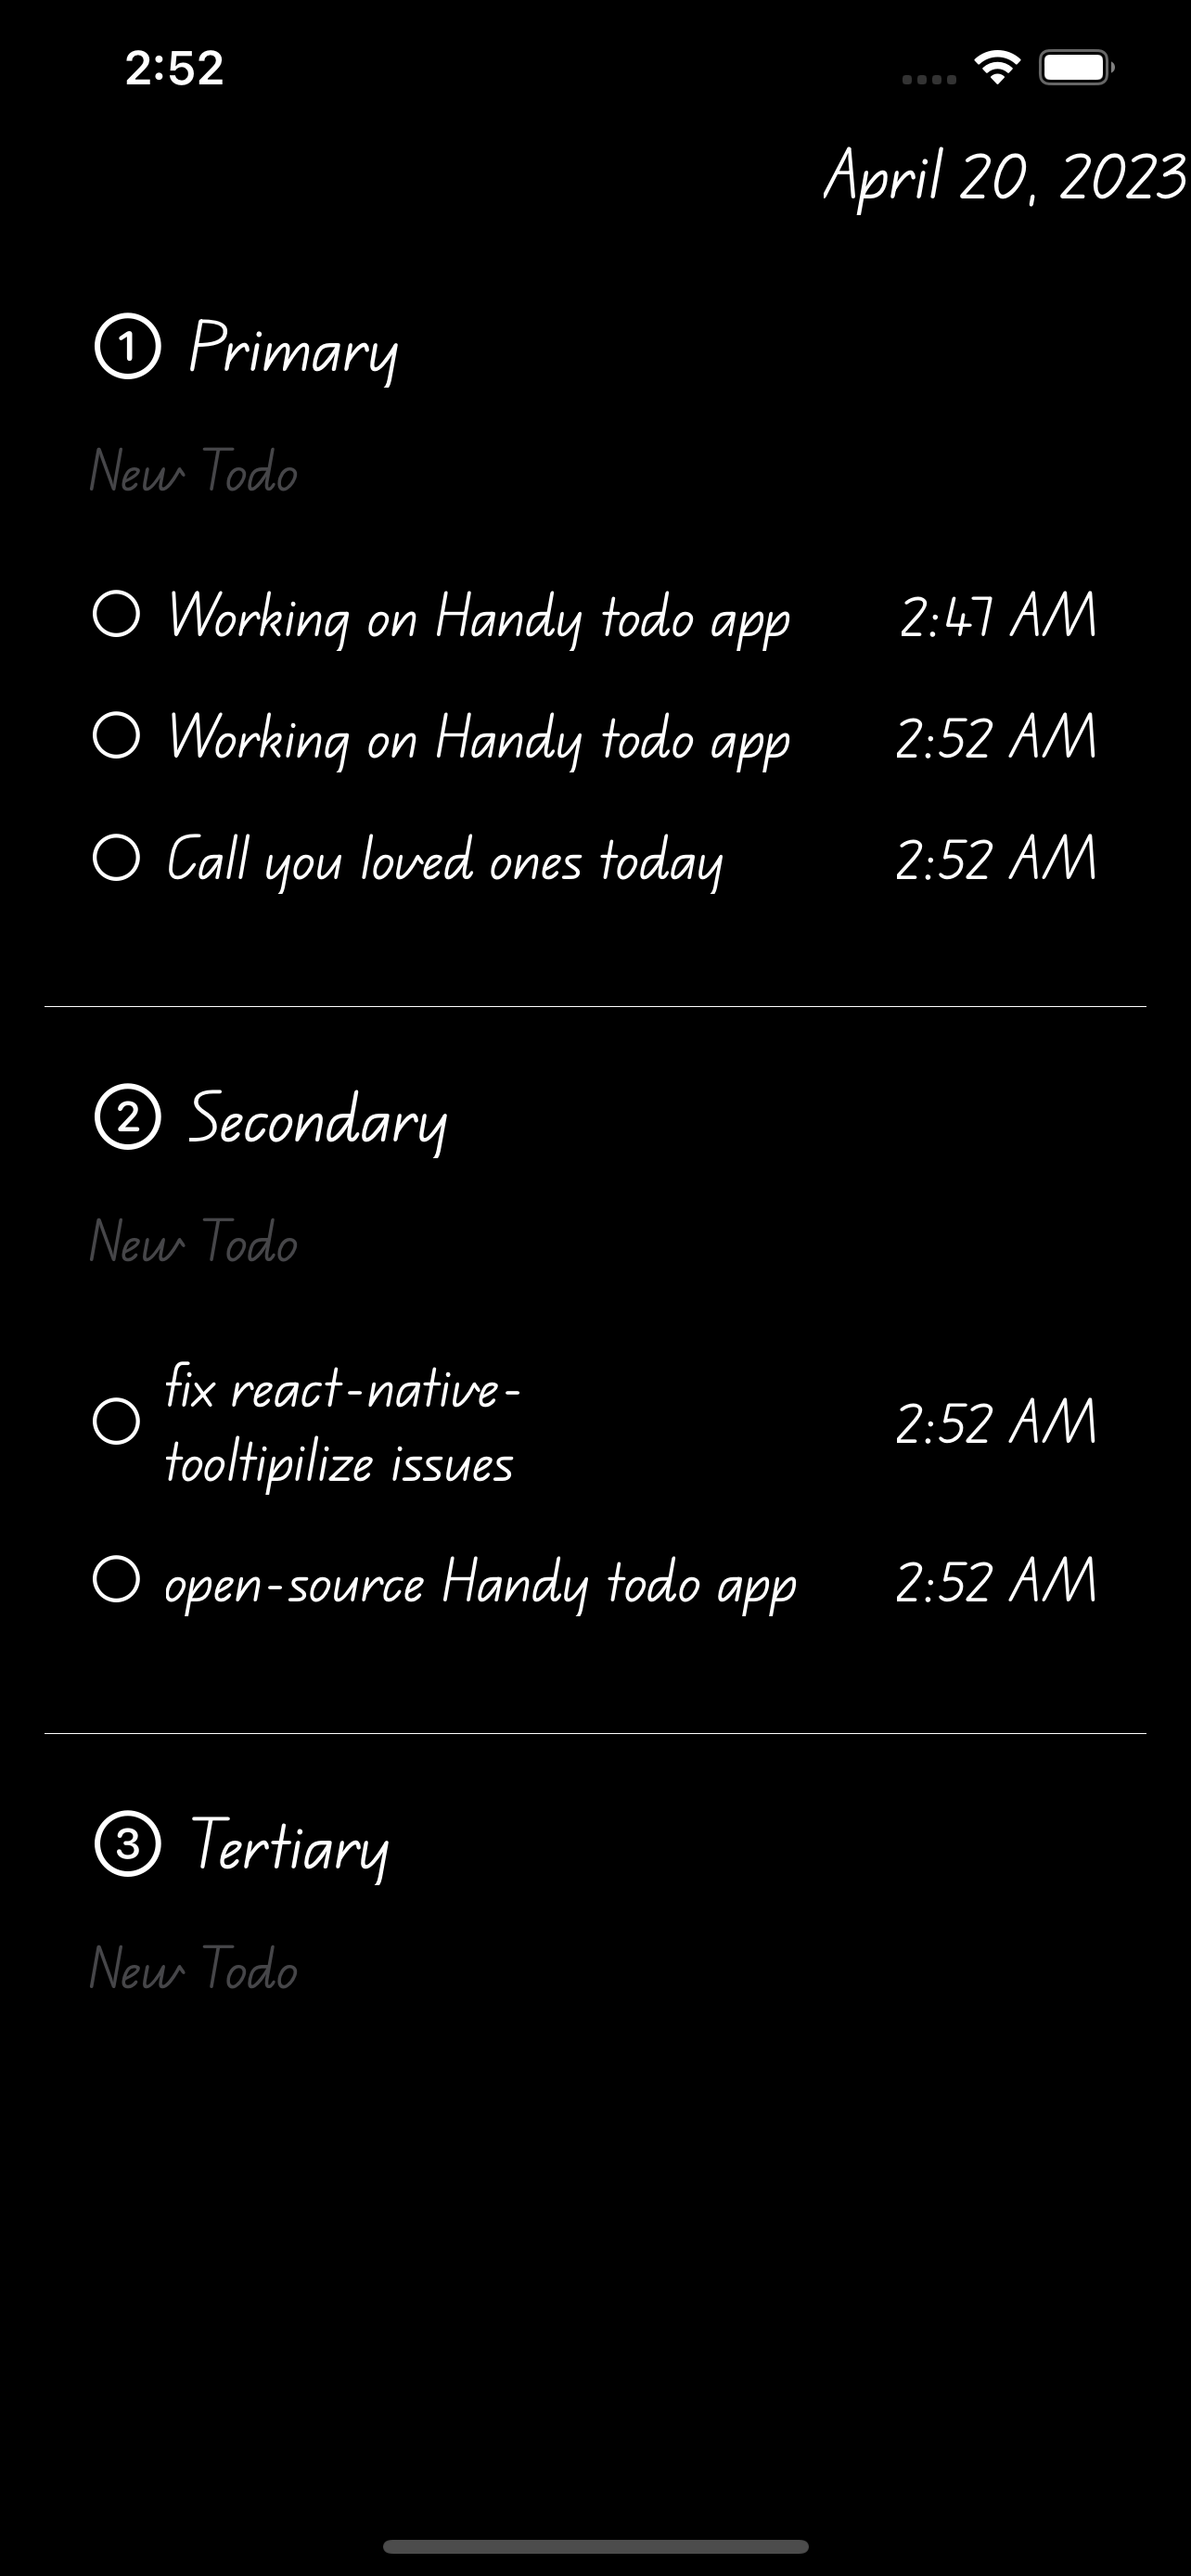 2:52
April 20, 2023
1 Primary
New Todo
Working on Handy todo app 2:47 AM
Working on Handy todo app 2:52 AM
Call you loved ones today 2:52 AM
2 Secondary
New Todo
fix react-native-
tooltipilize issues 2:52 AM
open-source Handy todo app 2:52 AM
3 Tertiary
New Todo